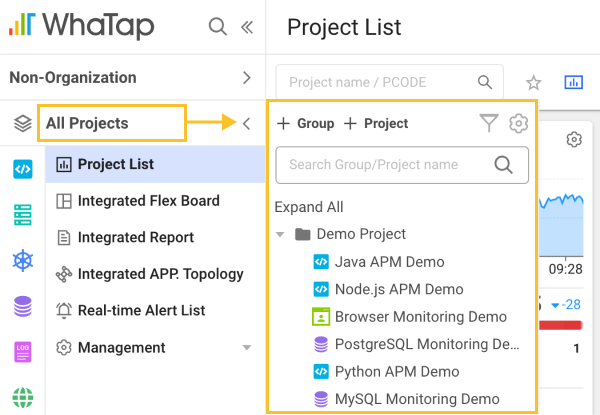 WhaTap
Project List
Non-Organization
Project name / PCODE
All Projects
+ Group + Project
Project List
Search Group/Project name
Integrated Flex Board
Expand All
Integrated Report
Demo Project
Integrated APP. Topology
Java APM Demo
09:28
Node.js APM Demo
Real-time Alert List
Browser Monitoring Demo
-28
Management
PostgreSQL Monitoring De...
1
Python APM Demo
LOG
MySQL Monitoring Demo